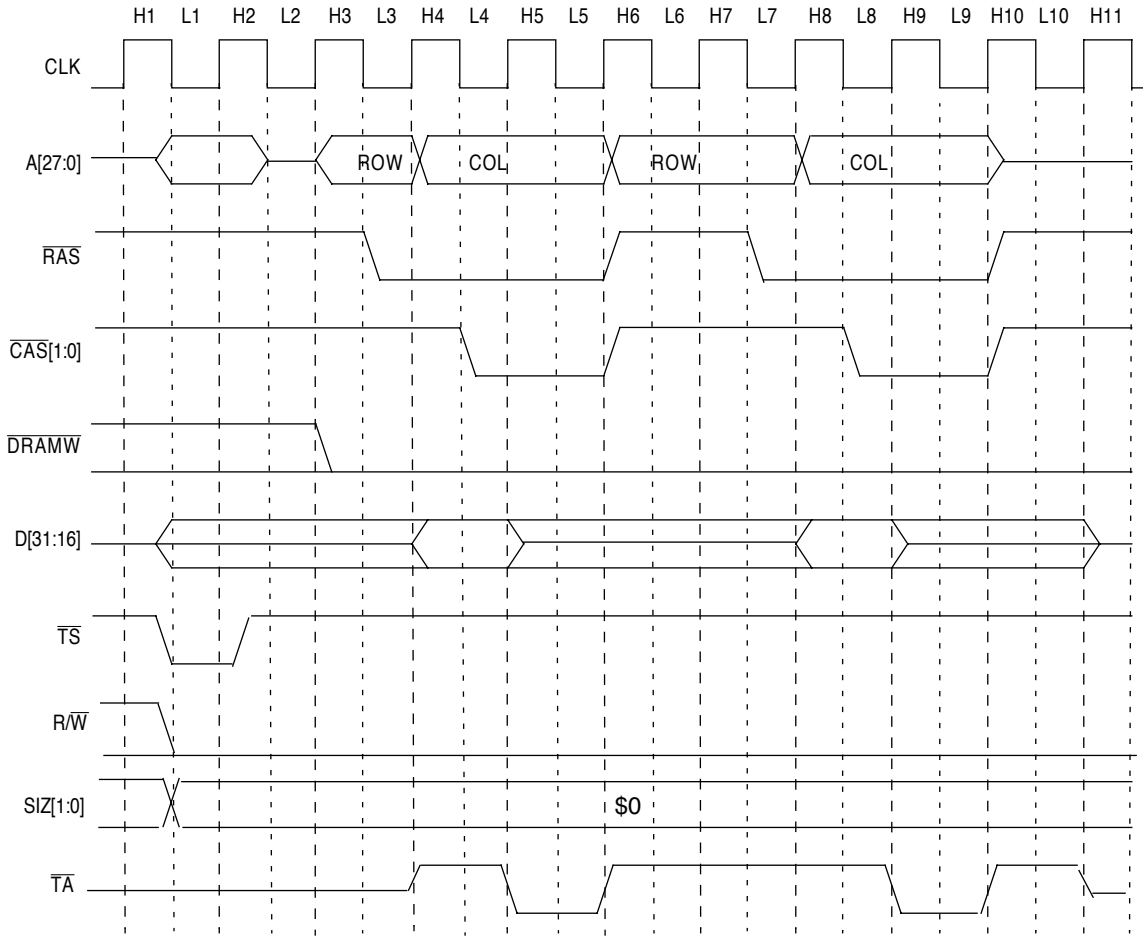 H1 L1 H2 L2 H3 L3 H4 L4 H5 L5 H6 L6 H7 L7 H8 L8 H9 L9 H10 L10 H11
CLK
A[27:0] ROW COL ROW COL
RAS
CAS[1:0]
DRAMW
D[31:16]
TS
R/W
SIZ[1:0] $0
TA